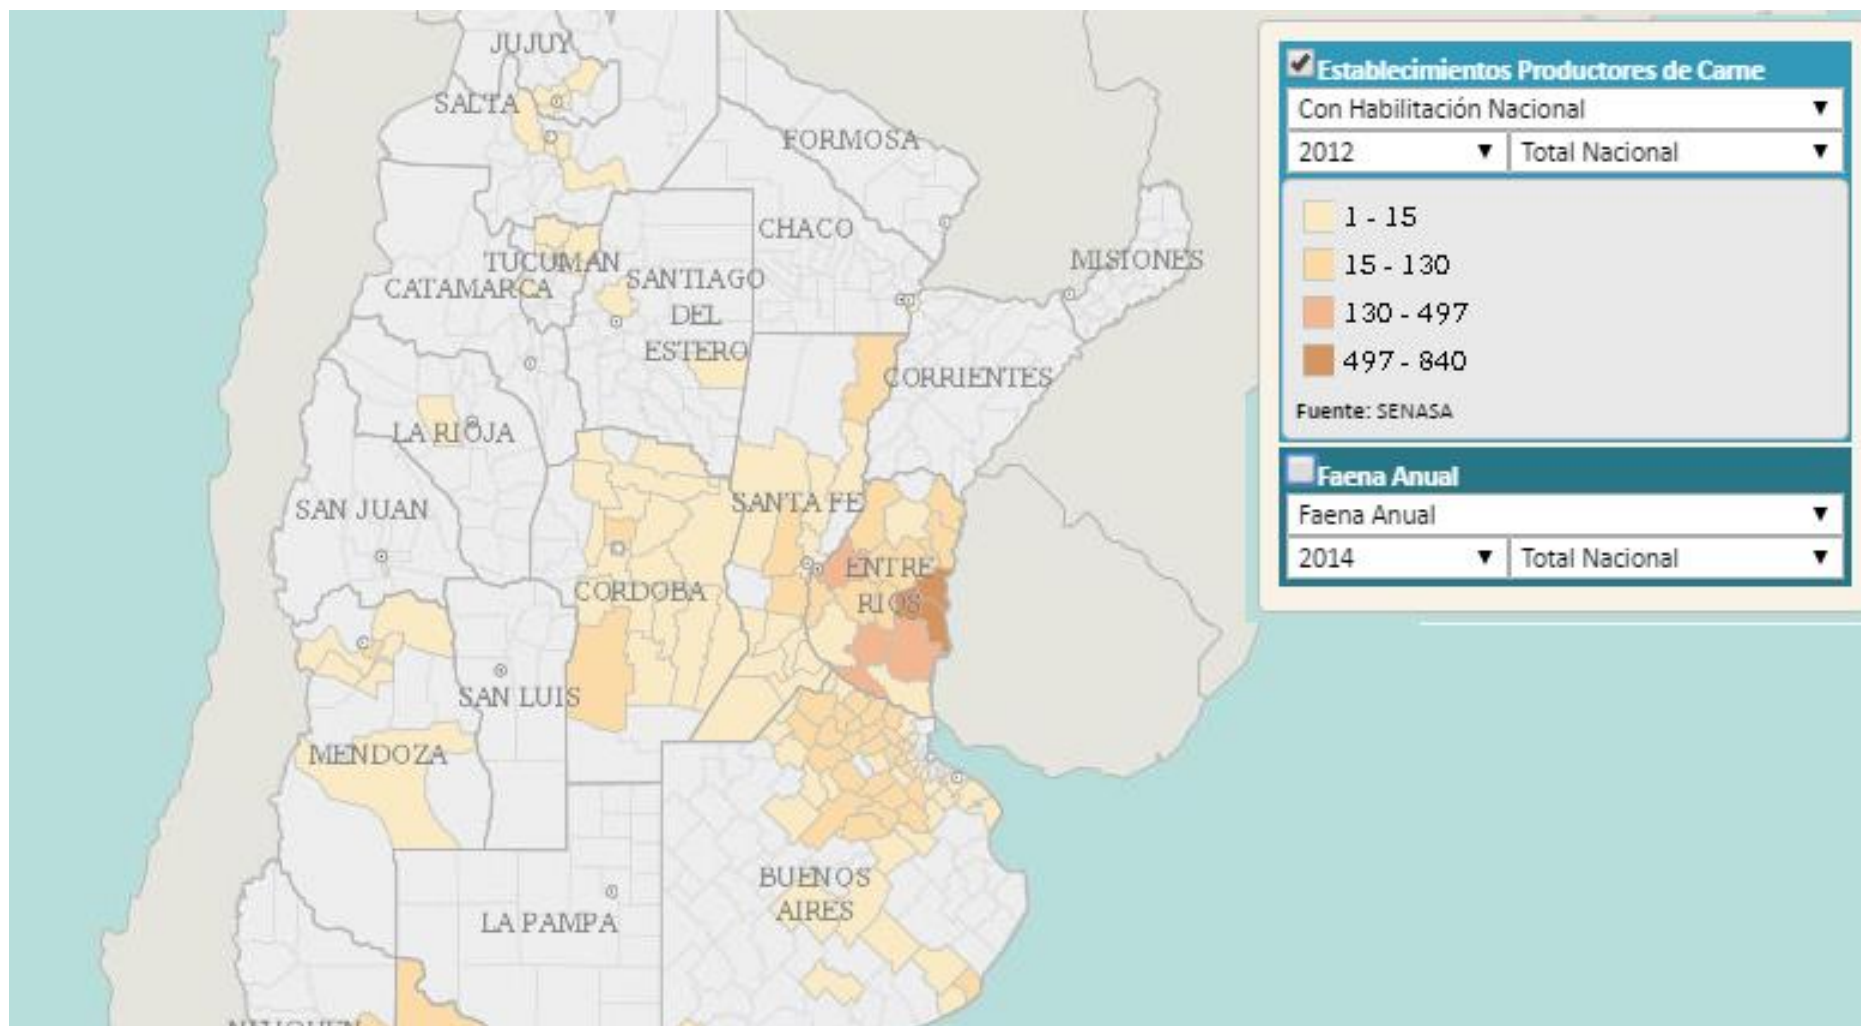 JUJUY
SALTA
FORMOSA
CHACO
MISIONES
TUCUMAN
CATAMARCA
SANTIAGO
DEL
ESTERO
CORRIENTES
LA RIOJA
SAN JUAN
SANTA FE
CORDOBA
ENTRE
RIOS
SAN LUIS
MENDOZA
BUENOS
AIRES
LA PAMPA
Establecimientos Productores de Carne
Con Habilitación Nacional
2012
Total Nacional
1 - 15
15 - 130
130 - 497
497 - 840
Fuente: SENASA
Faena Anual
Faena Anual
2014
Total Nacional